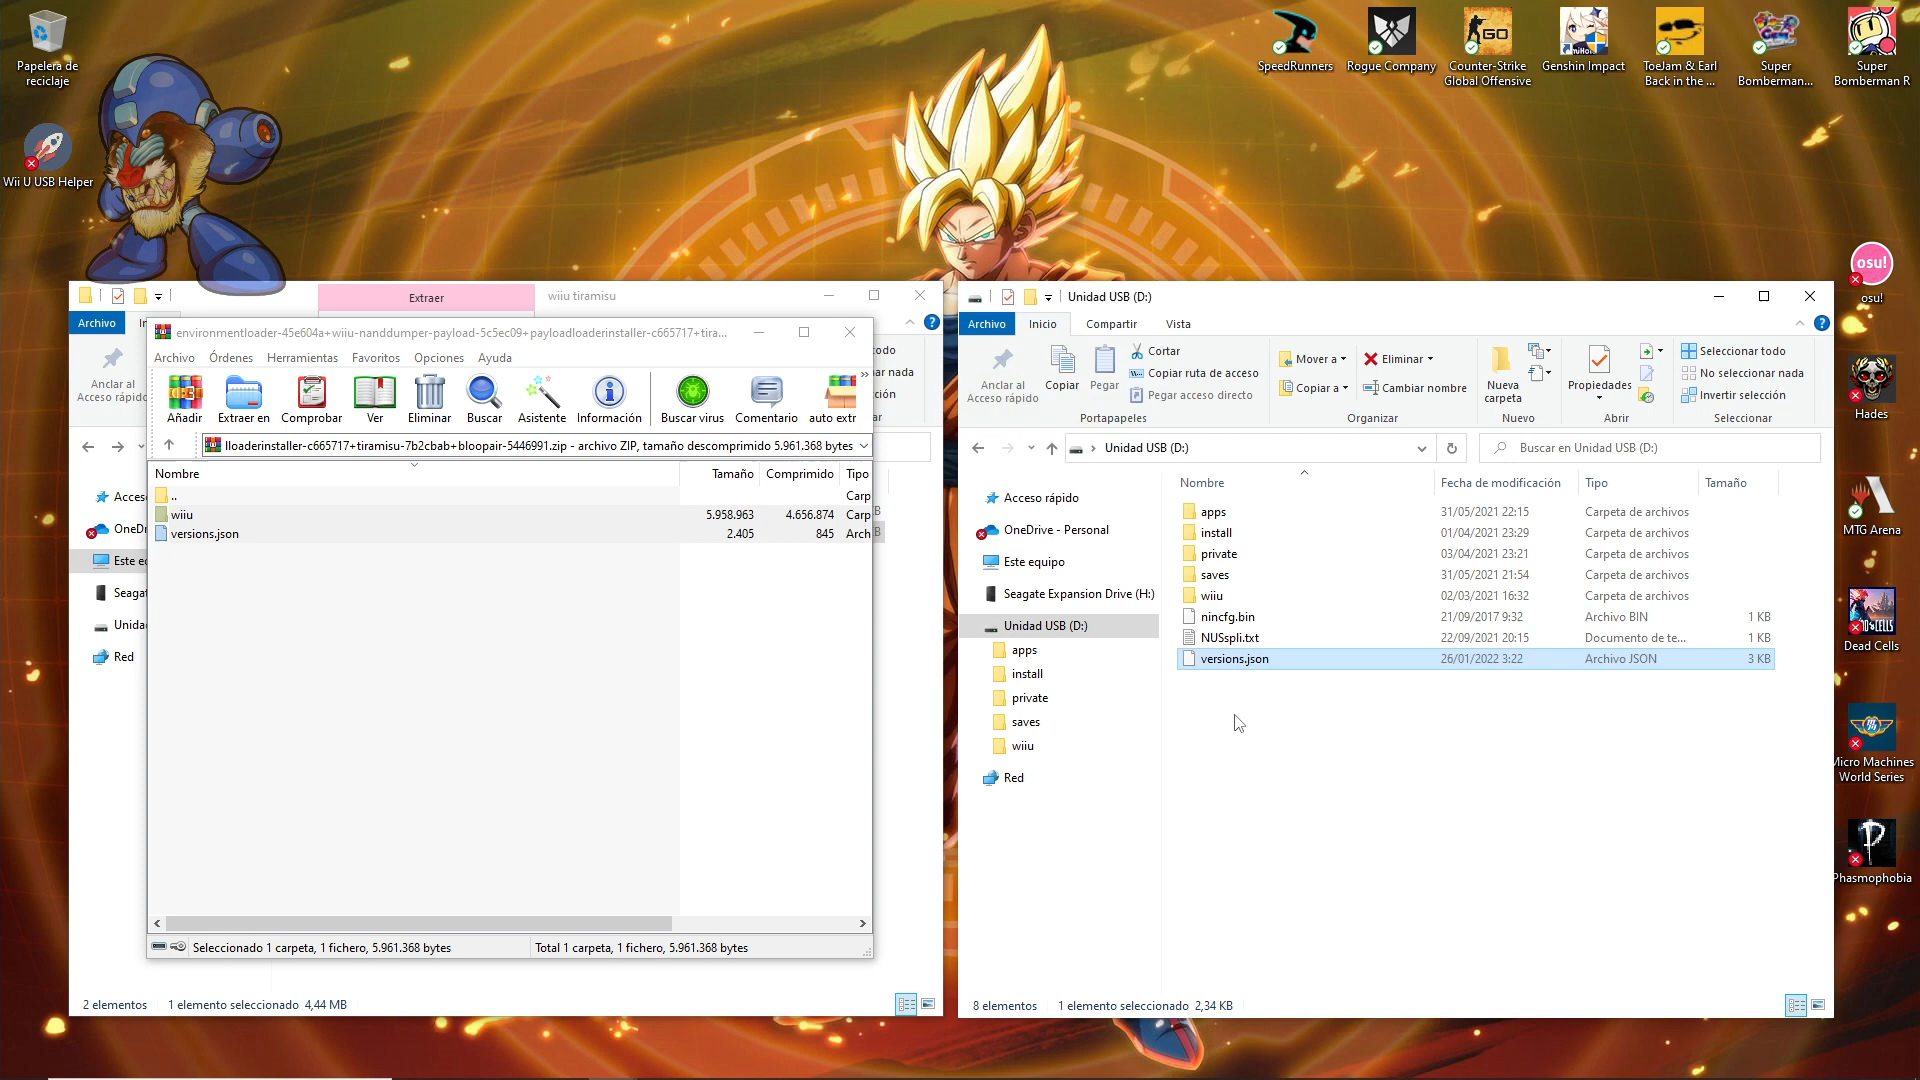 Papelera de
reciclaje
Wii U USB Helper
SpeedRunners
Rogue Company
Counter-Strike
Global Offensive
Genshin Impact
ToeJam & Earl
Back in the ...
Super
Bomberman...
Super
Bomberman R
osu!
osu!
Hades
MTG Arena
Dead Cells
Micro Machines
World Series
Phasmophobia
Extraer
wiiu tiramisu
Archivo
Anclar al
Acceso rápido
environmentloader-45e604a+wiiu-nanddumper-payload-5c5ec09+payloadloaderinstaller-c665717+tira...
Archivo Órdenes Herramientas Favoritos Opciones Ayuda
Añadir Extraer en Comprobar Ver Eliminar Buscar Asistente Información Buscar virus Comentario auto extr
lloaderinstaller-c665717+tiramisu-7b2cbab+bloopair-5446991.zip - archivo ZIP, tamaño descomprimido 5.961.368 bytes
Nombre Tamaño Comprimido Tipo
.. Carp
wiiu 5.958.963 4.656.874 Carp
versions.json 2.405 845 Arch
Seleccionado 1 carpeta, 1 fichero, 5.961.368 bytes
Total 1 carpeta, 1 fichero, 5.961.368 bytes
Acces
OneDr
Este ec
Seagat
Unida
Red
2 elementos 1 elemento seleccionado 4,44 MB
Unidad USB (D:)
Archivo Inicio Compartir Vista
Anclar al
Acceso rápido
Copiar
Pegar
Cortar
Copiar ruta de acceso
Pegar acceso directo
Portapapeles
Mover a
Copiar a
Eliminar
Cambiar nombre
Organizar
Nueva
carpeta
Nuevo
Propiedades
Abrir
Seleccionar todo
No seleccionar nada
Invertir selección
Seleccionar
Unidad USB (D:)
Buscar en Unidad USB (D:)
Acceso rápido
OneDrive - Personal
Este equipo
Seagate Expansion Drive (H:)
Unidad USB (D:)
apps
install
private
saves
wiiu
Red
Nombre Fecha de modificación Tipo Tamaño
apps 31/05/2021 22:15 Carpeta de archivos
install 01/04/2021 23:29 Carpeta de archivos
private 03/04/2021 23:21 Carpeta de archivos
saves 31/05/2021 21:54 Carpeta de archivos
wiiu 02/03/2021 16:32 Carpeta de archivos
nincfg.bin 21/09/2017 9:32 Archivo BIN 1 KB
NUSspli.txt 22/09/2021 20:15 Documento de te... 1 KB
versions.json 26/01/2022 3:22 Archivo JSON 3 KB
8 elementos 1 elemento seleccionado 2,34 KB